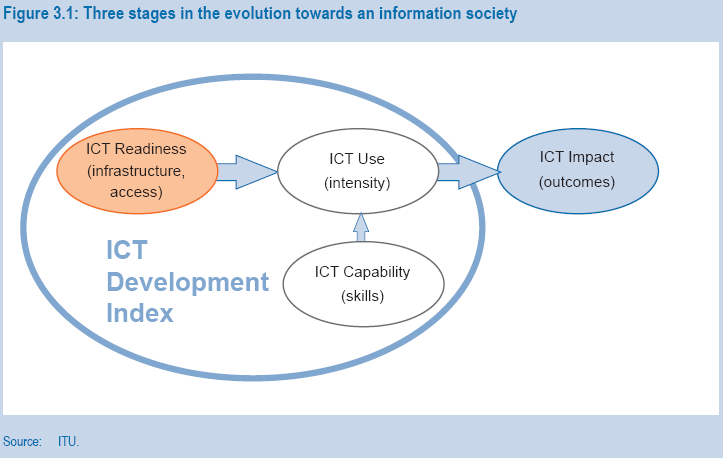 Figure 3.1: Three stages in the evolution towards an information society
ICT Readiness
(infrastructure,
access)
ICT Use
(intensity)
ICT Impact
(outcomes)
ICT
Development
Index
ICT Capability
(skills)
Source: ITU.